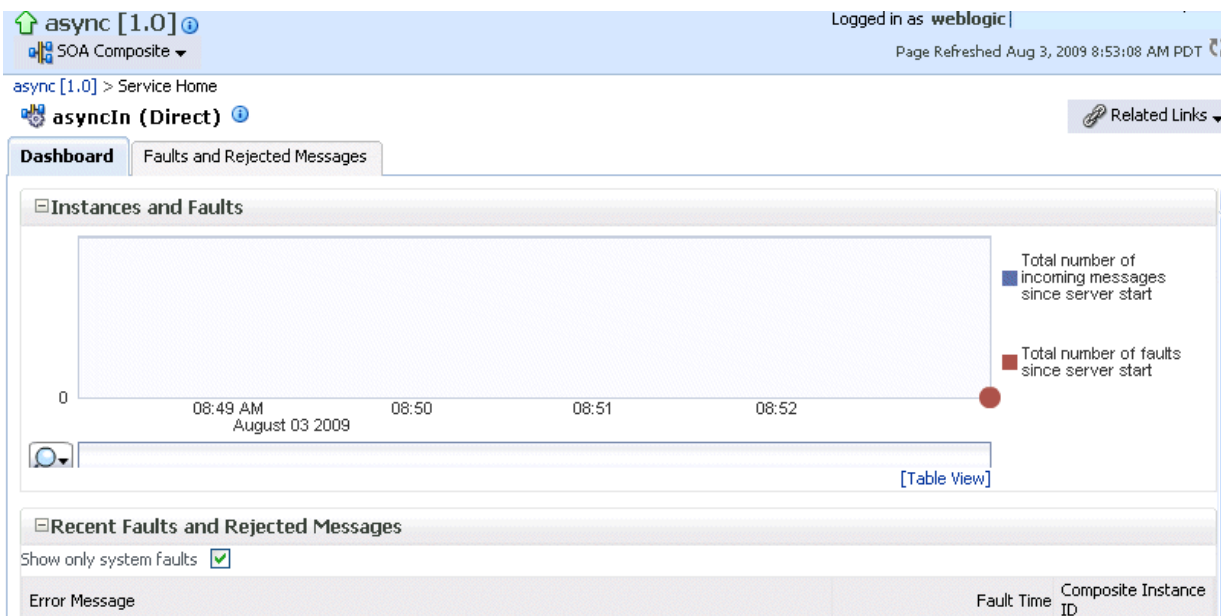 async [1.0]
Logged in as weblogic
SOA Composite
Page Refreshed Aug 3, 2009 8:53:08 AM PDT
async [1.0] > Service Home
asyncIn (Direct)
Related Links
Dashboard
Faults and Rejected Messages
Instances and Faults
Total number of
incoming messages
since server start
Total number of faults
since server start
0
08:49 AM 08:50 08:51 08:52
August 03 2009
[Table View]
Recent Faults and Rejected Messages
Show only system faults
Error Message
Fault Time
Composite Instance
ID